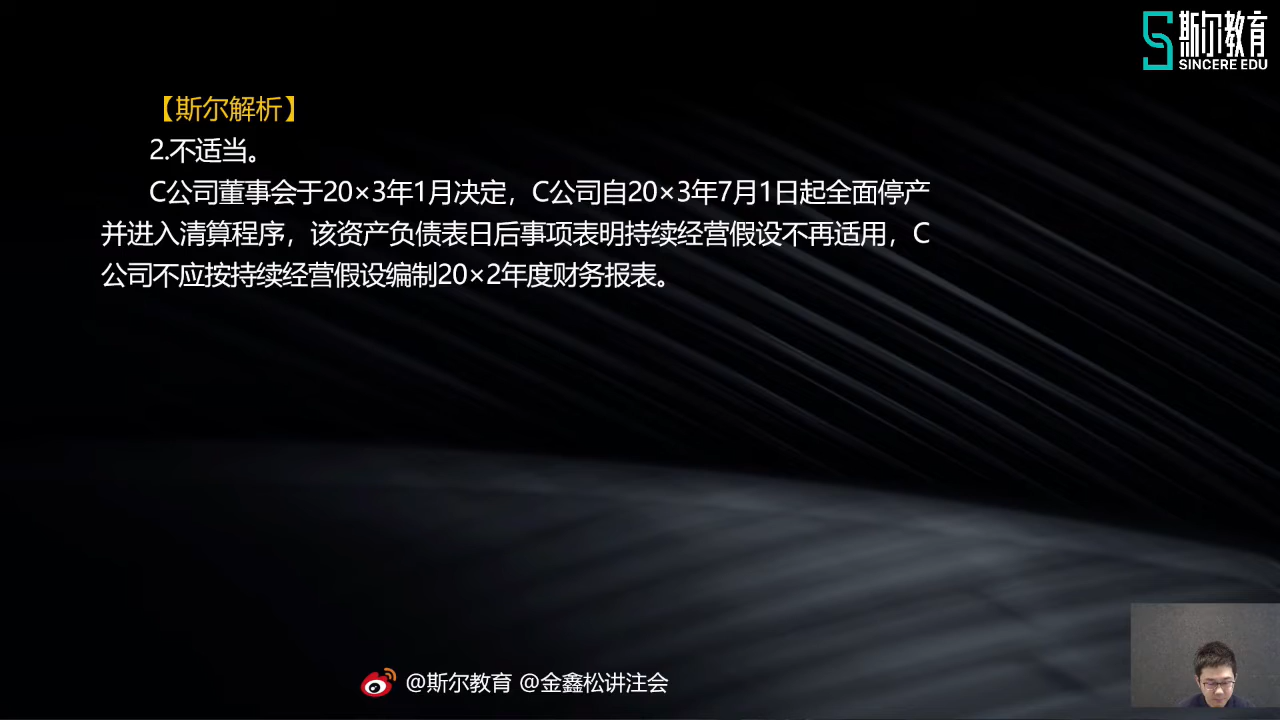 斯尔教育
SINCERE EDU
【斯尔解析】
2.不适当。
C公司董事会于20×3年1月决定，C公司自20×3年7月1日起全面停产
并进入清算程序，该资产负债表日后事项表明持续经营假设不再适用，C
公司不应按持续经营假设编制20×2年度财务报表。
@斯尔教育 @金鑫松讲注会